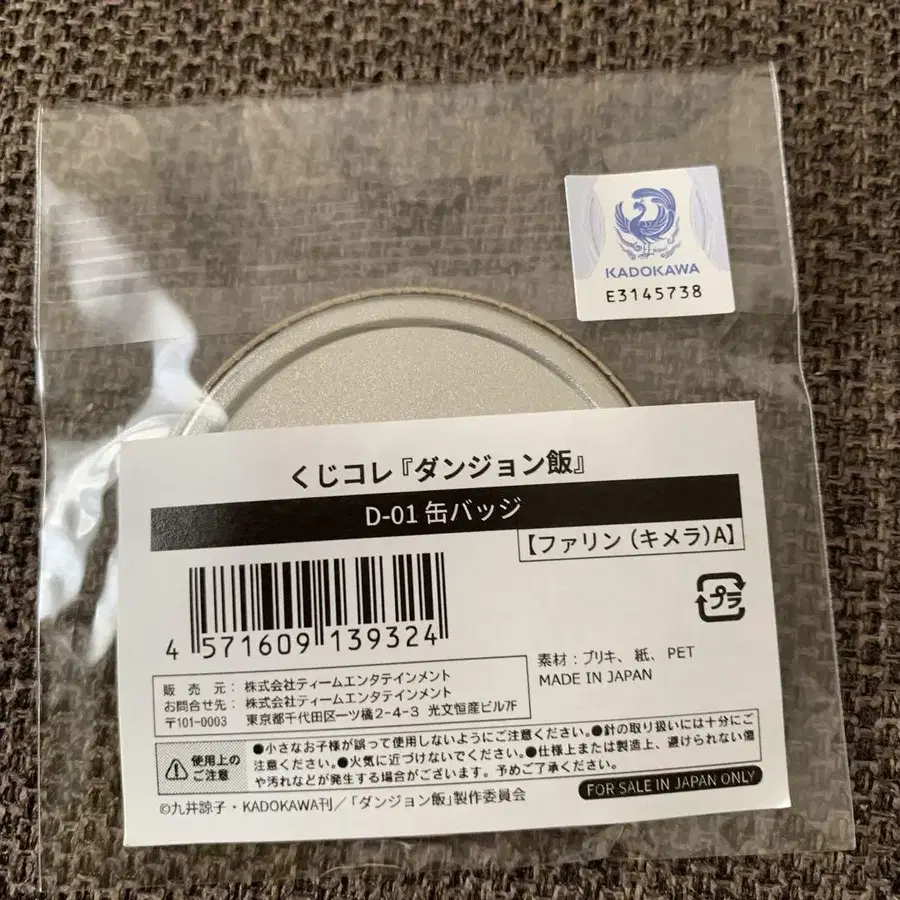 KADOKAWA
E3145738
くじコレ『ダンジョン飯』
D-01 缶バッジ
【ファリン（キメラ）A】
4 571609 139324
プラ
素材：ブリキ、紙、PET
MADE IN JAPAN
販 売 元：株式会社ティームエンタテインメント
お問合せ先：株式会社ティームエンタテインメント
〒101-0003 東京都千代田区一ツ橋2-4-3 光文恒産ビル7F
使用上の
ご注意
●小さなお子様が誤って使用しないようにご注意ください。●針の取り扱いには十分にご
注意ください。●火気に近づけないでください。●仕様上または製造上、避けられない傷
や汚れなどが発生する場合がございます。予めご了承ください。
©九井諒子・KADOKAWA刊／「ダンジョン飯」製作委員会
FOR SALE IN JAPAN ONLY